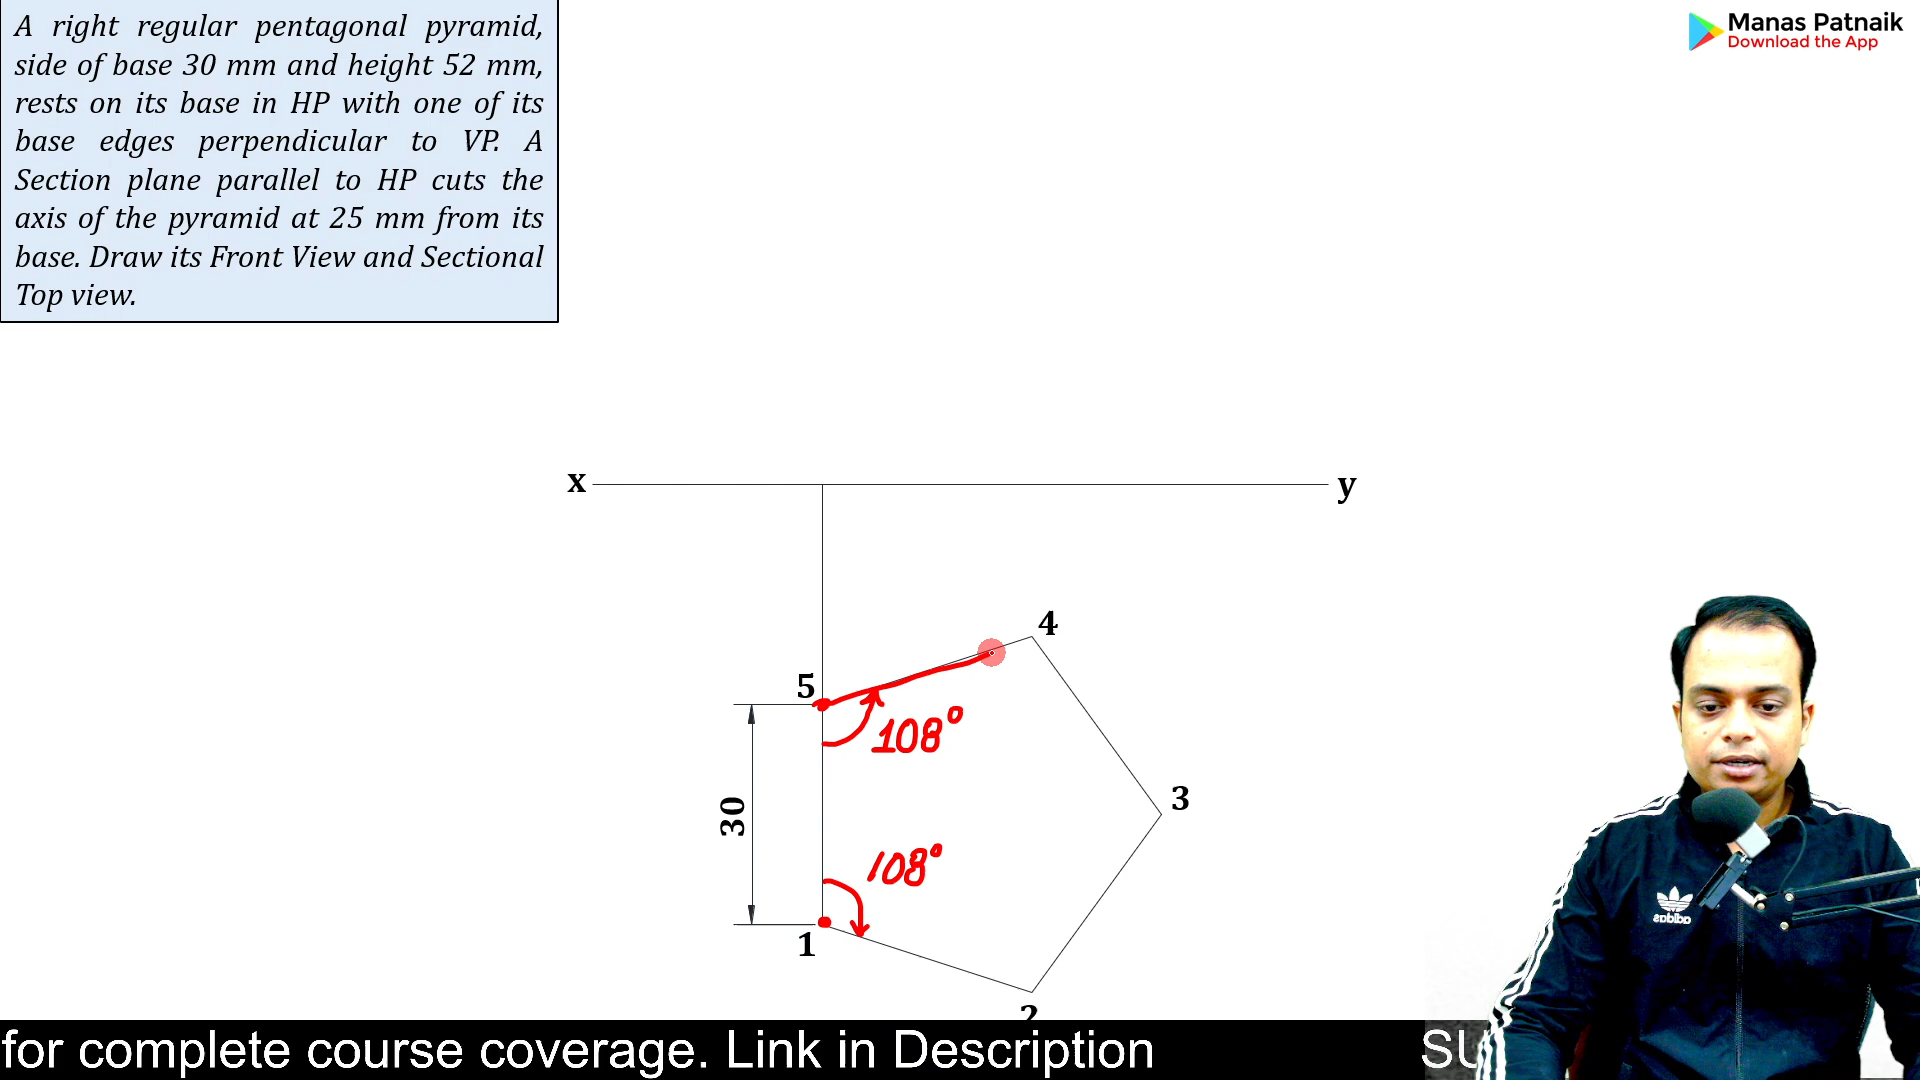 A right regular pentagonal pyramid,
side of base 30 mm and height 52 mm,
rests on its base in HP with one of its
base edges perpendicular to VP. A
Section plane parallel to HP cuts the
axis of the pyramid at 25 mm from its
base. Draw its Front View and Sectional
Top view.
Manas Patnaik
Download the App
x
y
4
5
108°
3
30
108°
1
2
adidas
for complete course coverage. Link in Description
SU